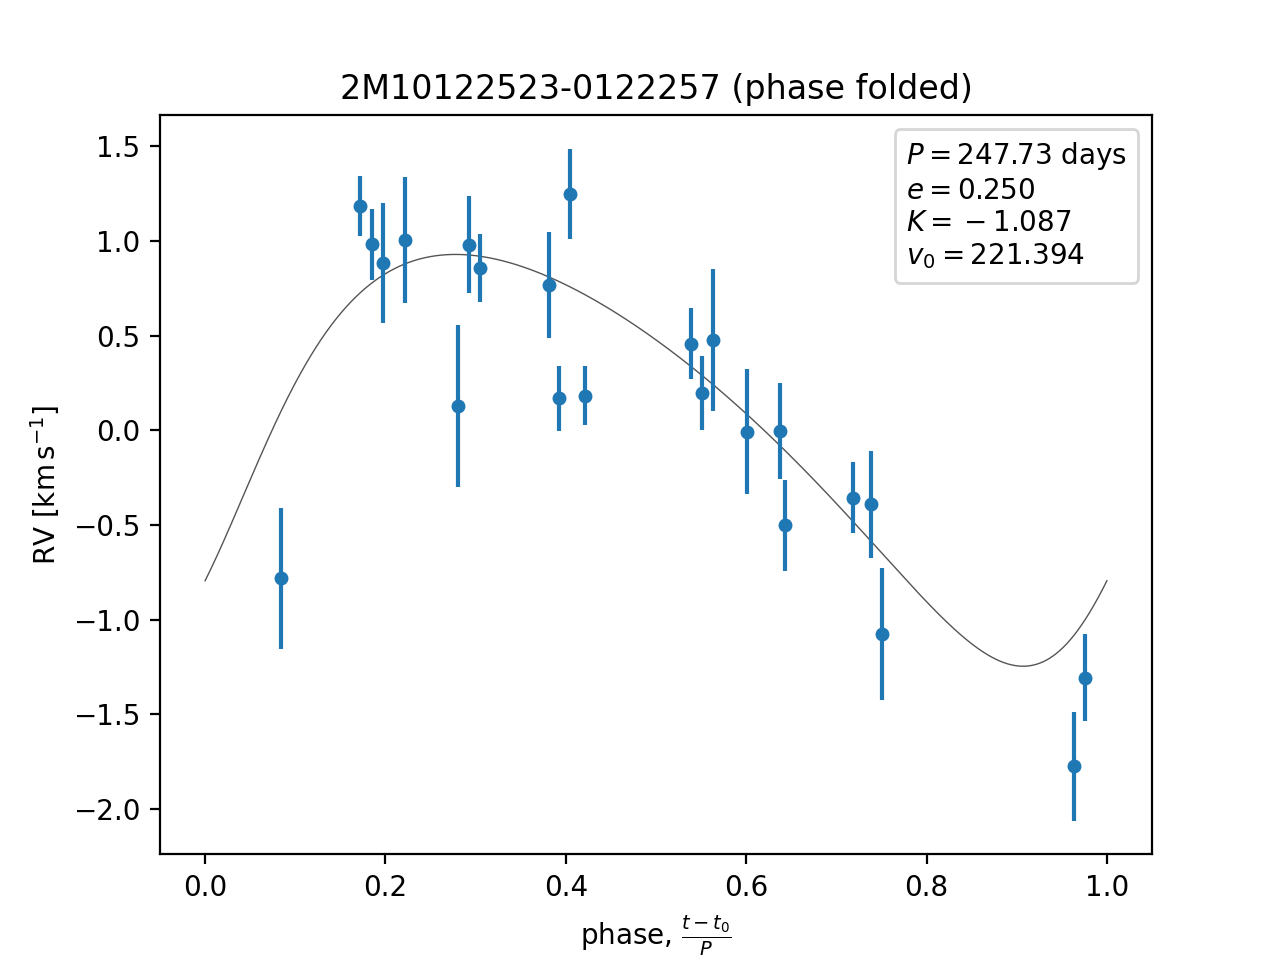 2M10122523-0122257 (phase folded)
P = 247.73 days
e = 0.250
K = −1.087
v₀ = 221.394
1.5
1.0
0.5
0.0
−0.5
−1.0
−1.5
−2.0
RV [km s⁻¹]
0.0 0.2 0.4 0.6 0.8 1.0
phase, (t − t₀)/P